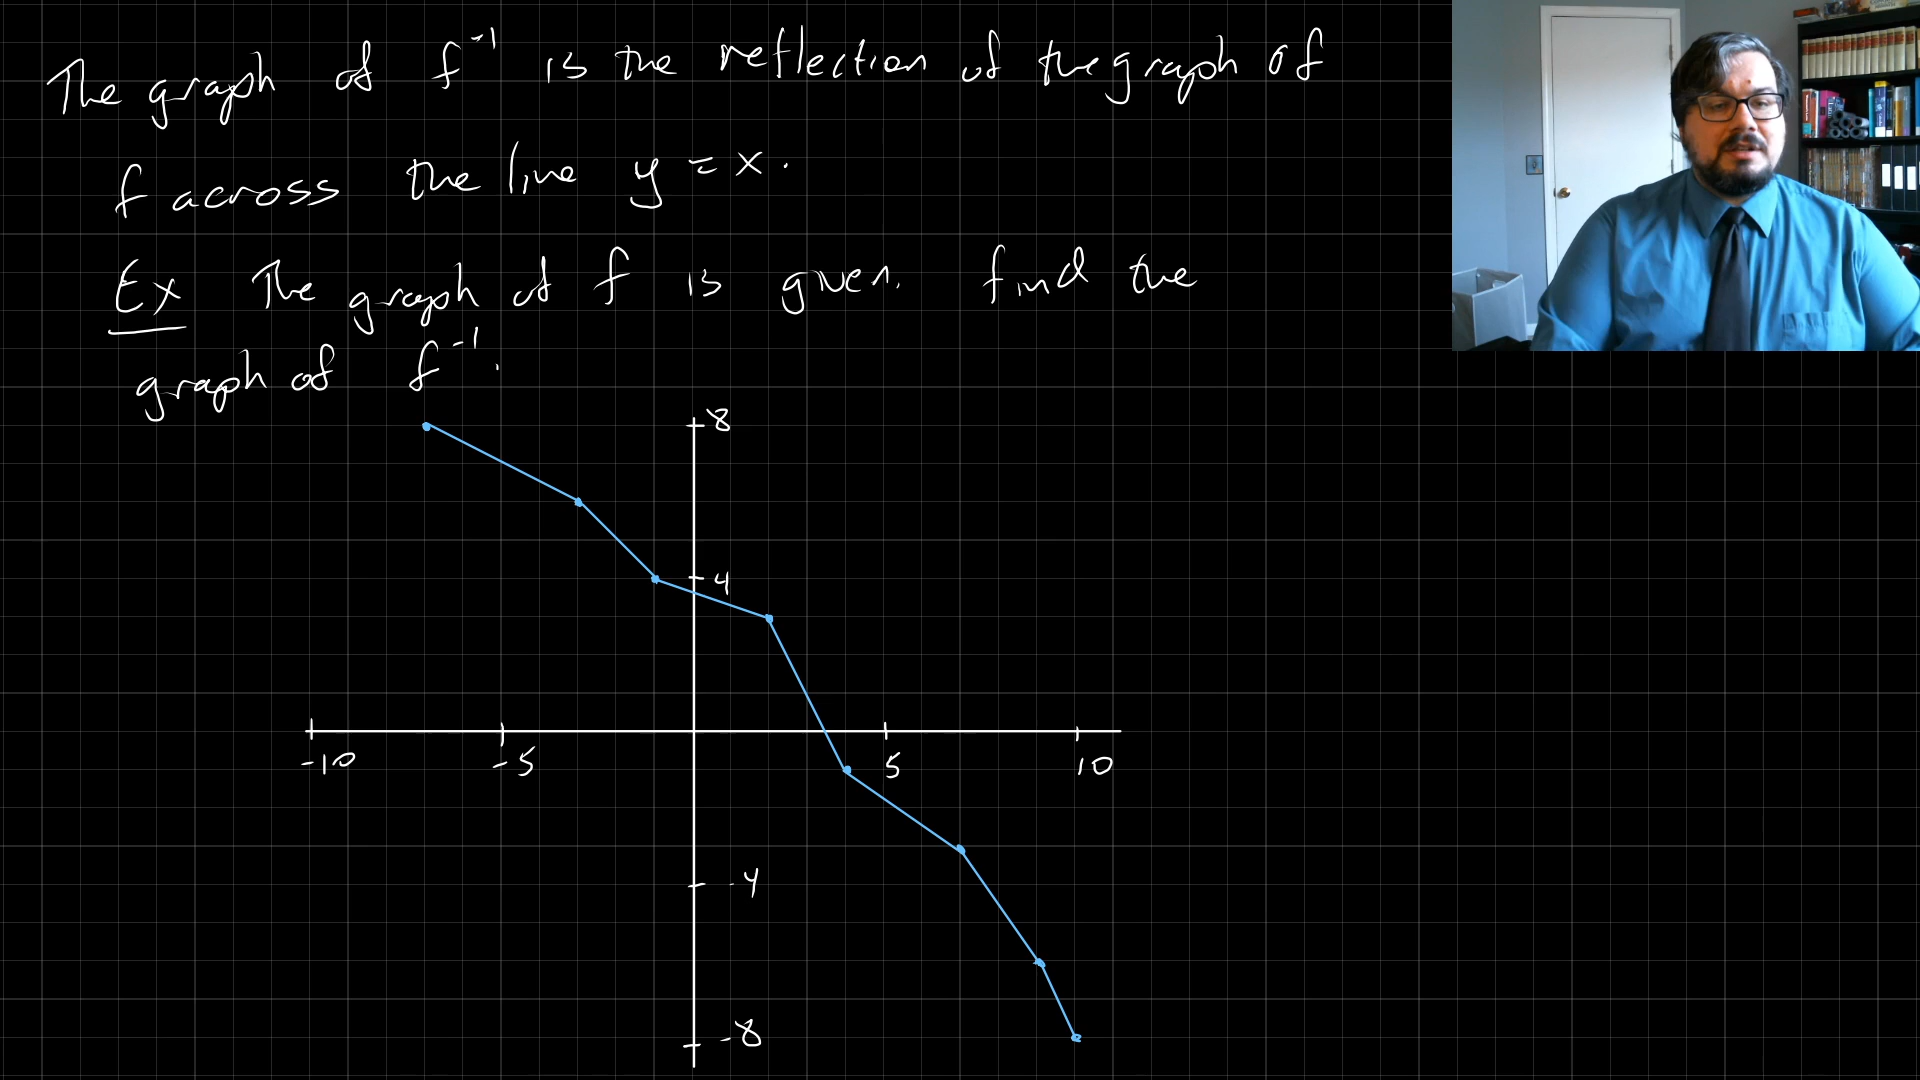 The graph of f⁻¹ is the reflection of the graph of
f across the line y = x.
Ex The graph of f is given. find the
graph of f⁻¹.
8
4
-10 -5 5 10
-4
-8